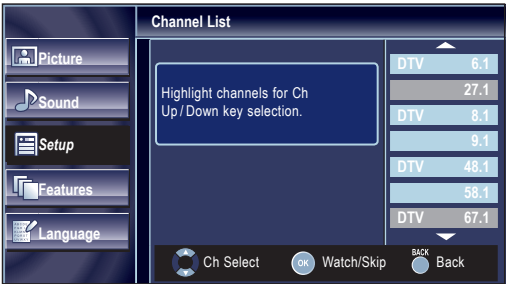 Channel List
Picture
Sound
Setup
Features
Language
Highlight channels for Ch
Up/Down key selection.
DTV 6.1
27.1
DTV 8.1
9.1
DTV 48.1
58.1
DTV 67.1
Ch Select
OK Watch/Skip
BACK Back